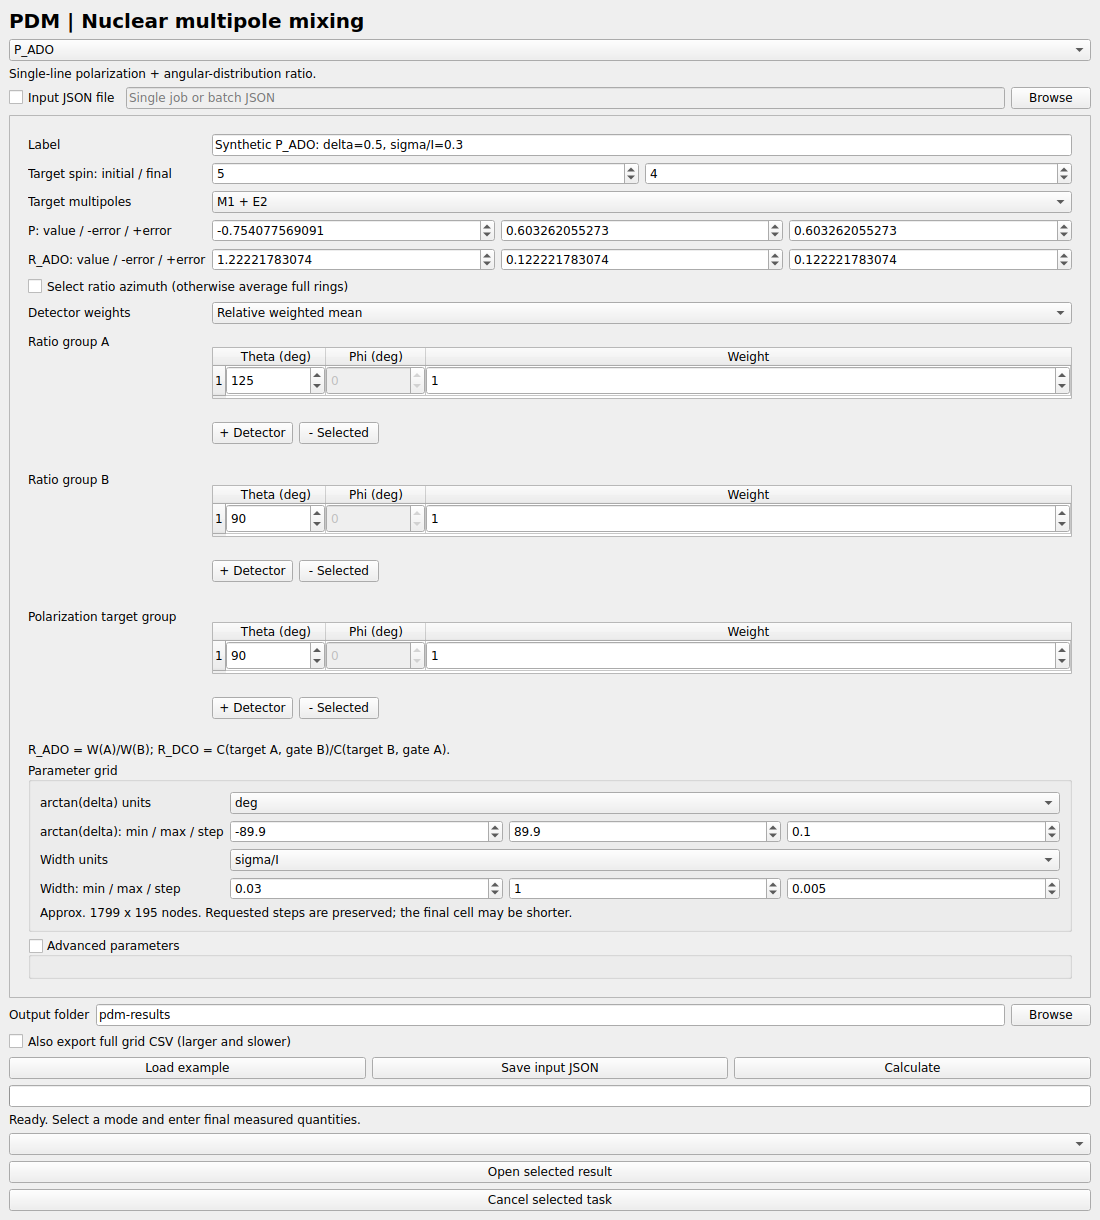 PDM | Nuclear multipole mixing
P_ADO
Single-line polarization + angular-distribution ratio.
Input JSON file Single job or batch JSON Browse
Label Synthetic P_ADO: delta=0.5, sigma/I=0.3
Target spin: initial / final 5 4
Target multipoles M1 + E2
P: value / -error / +error -0.754077569091 0.603262055273 0.603262055273
R_ADO: value / -error / +error 1.22221783074 0.122221783074 0.122221783074
Select ratio azimuth (otherwise average full rings)
Detector weights Relative weighted mean
Ratio group A
Theta (deg) Phi (deg) Weight
1 125 0 1
+ Detector - Selected
Ratio group B
Theta (deg) Phi (deg) Weight
1 90 0 1
+ Detector - Selected
Polarization target group
Theta (deg) Phi (deg) Weight
1 90 0 1
+ Detector - Selected
R_ADO = W(A)/W(B); R_DCO = C(target A, gate B)/C(target B, gate A).
Parameter grid
arctan(delta) units deg
arctan(delta): min / max / step -89.9 89.9 0.1
Width units sigma/I
Width: min / max / step 0.03 1 0.005
Approx. 1799 x 195 nodes. Requested steps are preserved; the final cell may be shorter.
Advanced parameters
Output folder pdm-results Browse
Also export full grid CSV (larger and slower)
Load example Save input JSON Calculate
Ready. Select a mode and enter final measured quantities.
Open selected result
Cancel selected task